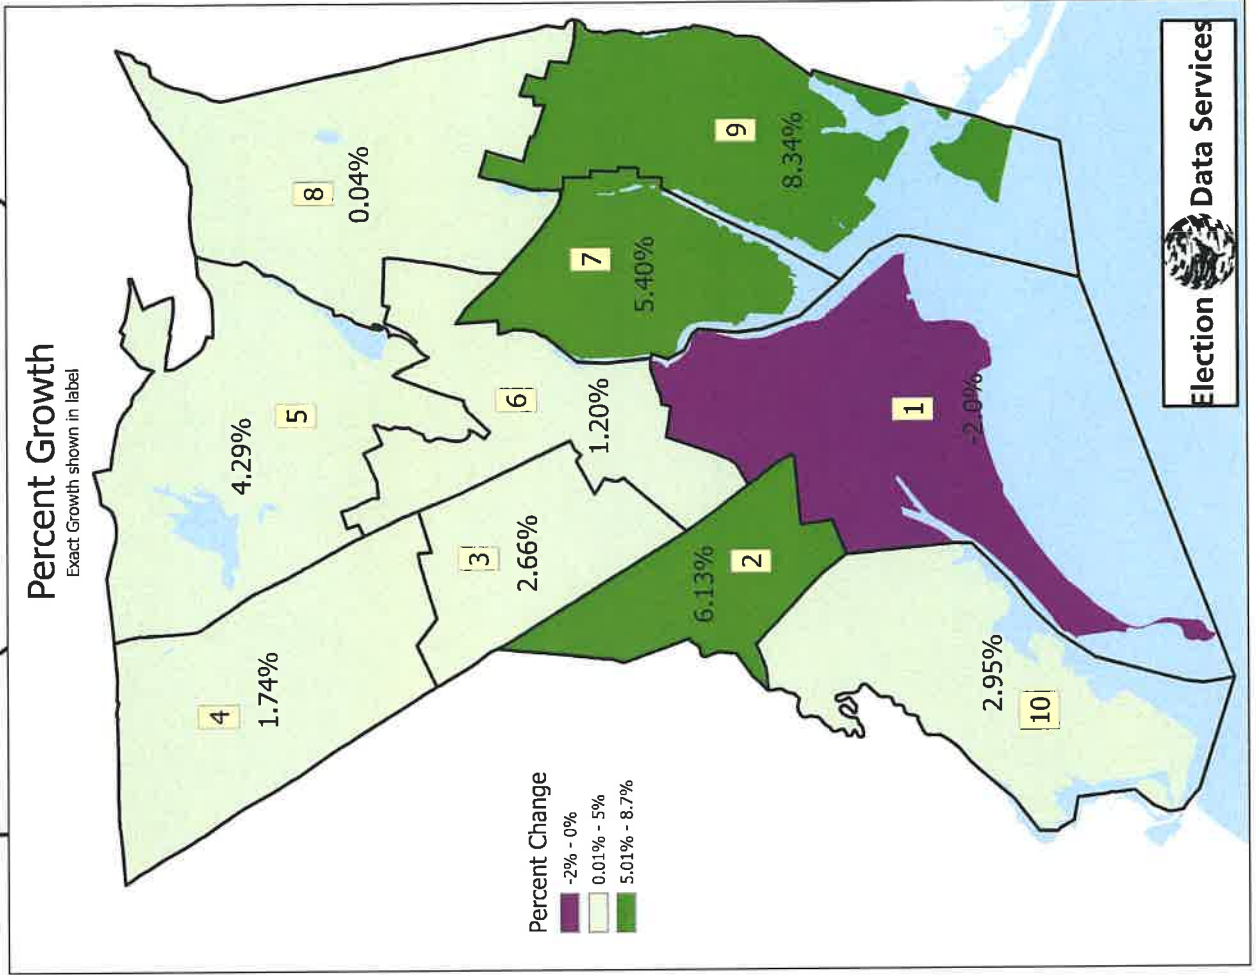 Percent Growth
Exact Growth shown in label
8
0.04%
9
8.34%
7
5.40%
5
4.29%
6
1.20%
1
-2.0%
3
2.66%
2
6.13%
4
1.74%
10
2.95%
Percent Change
-2% - 0%
0.01% - 5%
5.01% - 8.7%
Election Data Services